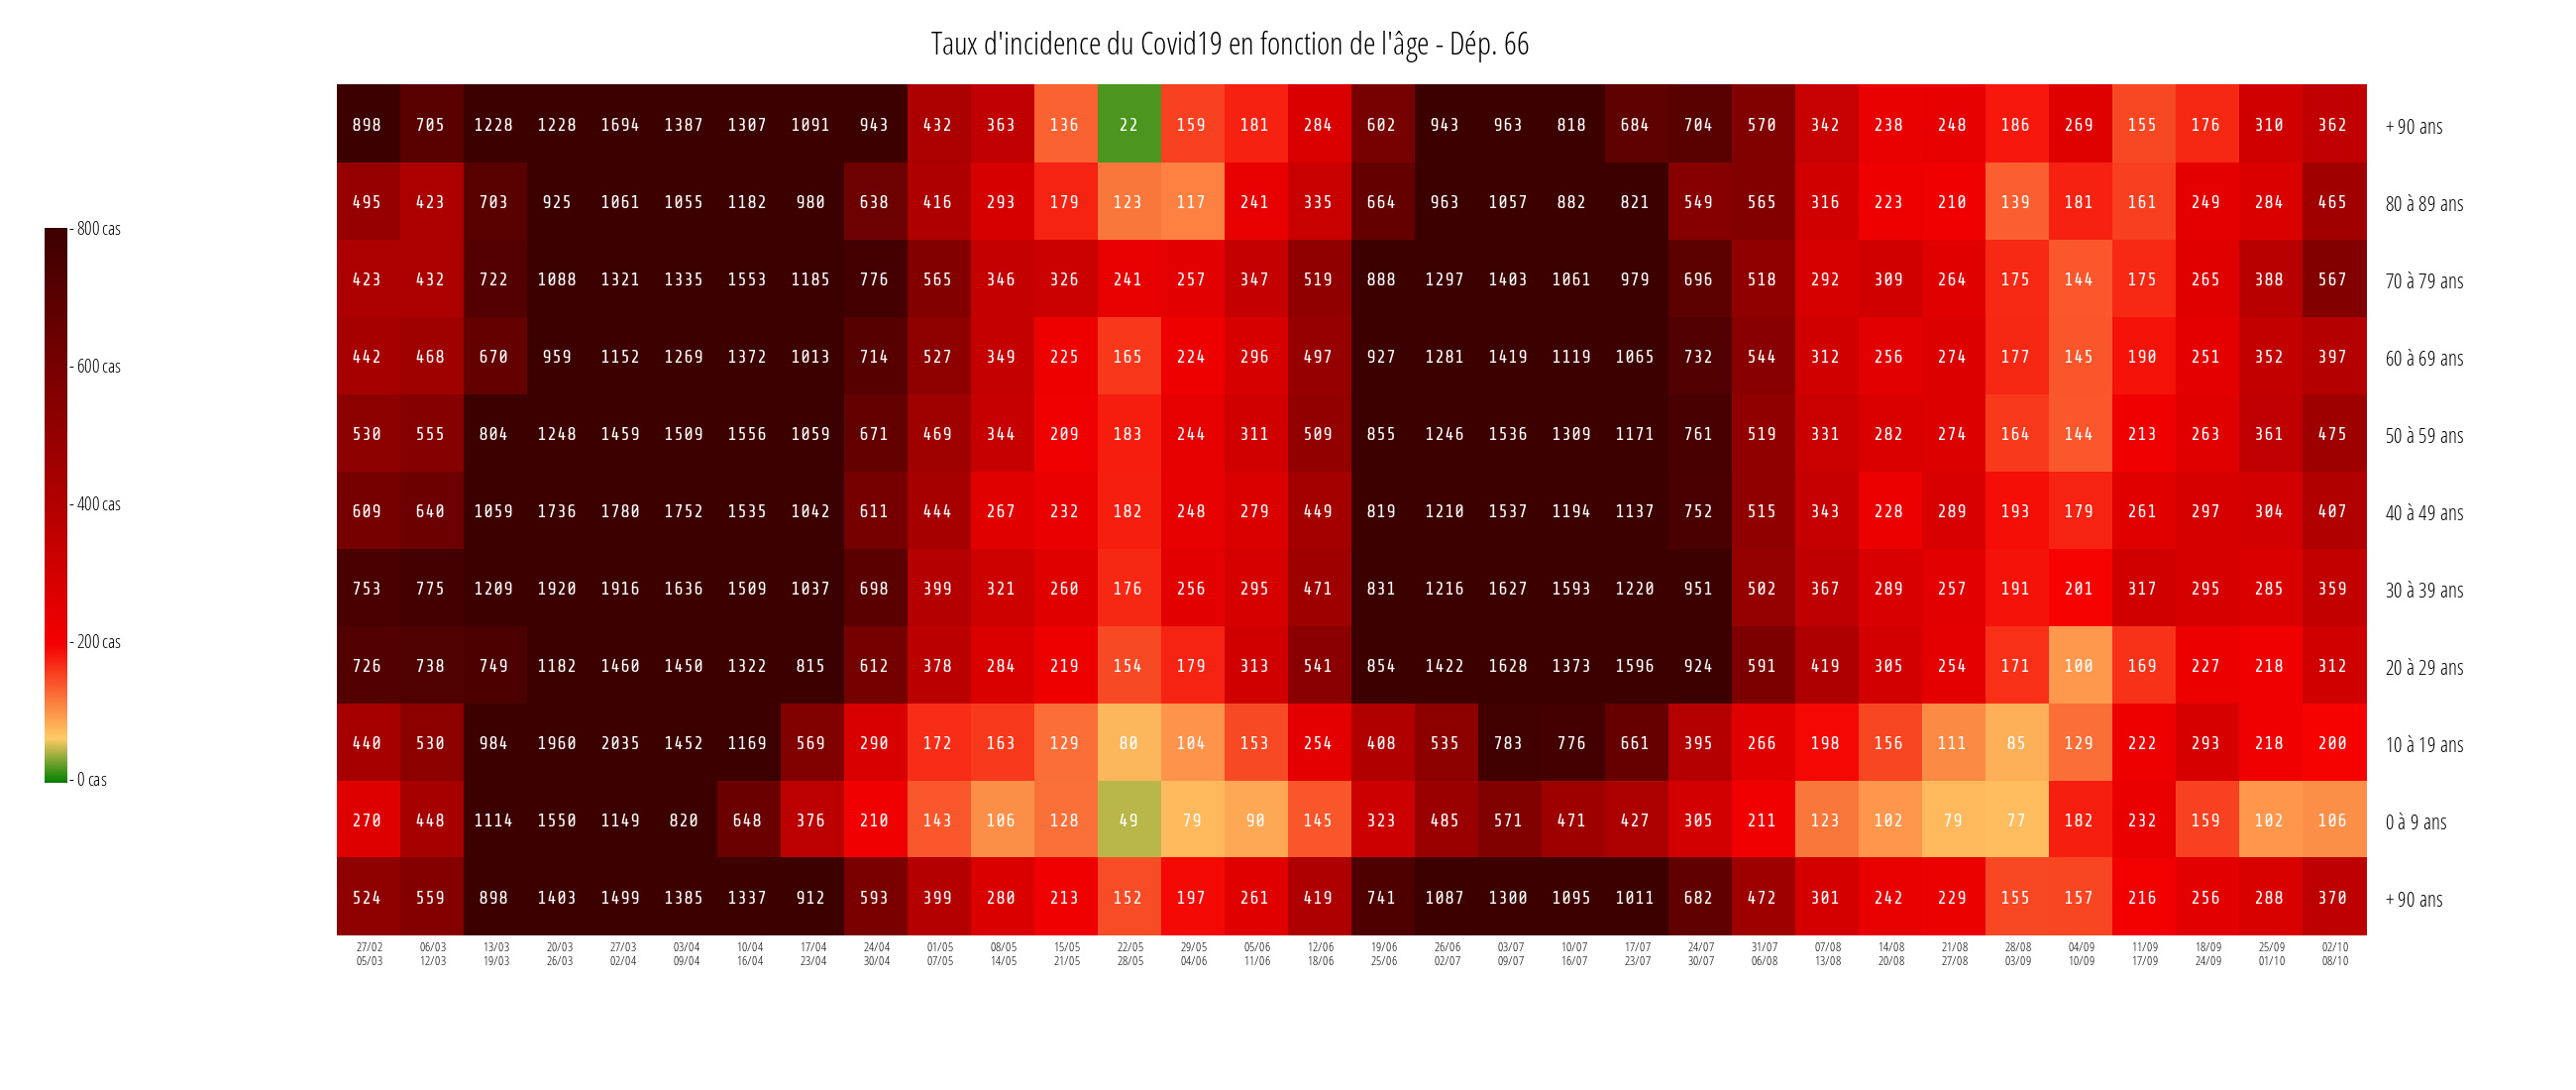 Taux d'incidence du Covid19 en fonction de l'âge - Dép. 66
898 705 1228 1228 1694 1387 1307 1091 943 432 363 136 22 159 181 284 602 943 963 818 684 704 570 342 238 248 186 269 155 176 310 362 + 90 ans
495 423 703 925 1061 1055 1182 980 638 416 293 179 123 117 241 335 664 963 1057 882 821 549 565 316 223 210 139 181 161 249 284 465 80 à 89 ans
- 800 cas
423 432 722 1088 1321 1335 1553 1185 776 565 346 326 241 257 347 519 888 1297 1403 1061 979 696 518 292 309 264 175 144 175 265 388 567 70 à 79 ans
442 468 670 959 1152 1269 1372 1013 714 527 349 225 165 224 296 497 927 1281 1419 1119 1065 732 544 312 256 274 177 145 190 251 352 397 60 à 69 ans
- 600 cas
530 555 804 1248 1459 1509 1556 1059 671 469 344 209 183 244 311 509 855 1246 1536 1309 1171 761 519 331 282 274 164 144 213 263 361 475 50 à 59 ans
- 400 cas
609 640 1059 1736 1780 1752 1535 1042 611 444 267 232 182 248 279 449 819 1210 1537 1194 1137 752 515 343 228 289 193 179 261 297 304 407 40 à 49 ans
753 775 1209 1920 1916 1636 1509 1037 698 399 321 260 176 256 295 471 831 1216 1627 1593 1220 951 502 367 289 257 191 201 317 295 285 359 30 à 39 ans
- 200 cas
726 738 749 1182 1460 1450 1322 815 612 378 284 219 154 179 313 541 854 1422 1628 1373 1596 924 591 419 305 254 171 100 169 227 218 312 20 à 29 ans
440 530 984 1960 2035 1452 1169 569 290 172 163 129 80 104 153 254 408 535 783 776 661 395 266 198 156 111 85 129 222 293 218 200 10 à 19 ans
- 0 cas
270 448 1114 1550 1149 820 648 376 210 143 106 128 49 79 90 145 323 485 571 471 427 305 211 123 102 79 77 182 232 159 102 106 0 à 9 ans
524 559 898 1403 1499 1385 1337 912 593 399 280 213 152 197 261 419 741 1087 1300 1095 1011 682 472 301 242 229 155 157 216 256 288 370 + 90 ans
27/02 06/03 13/03 20/03 27/03 03/04 10/04 17/04 24/04 01/05 08/05 15/05 22/05 29/05 05/06 12/06 19/06 26/06 03/07 10/07 17/07 24/07 31/07 07/08 14/08 21/08 28/08 04/09 11/09 18/09 25/09 02/10
05/03 12/03 19/03 26/03 02/04 09/04 16/04 23/04 30/04 07/05 14/05 21/05 28/05 04/06 11/06 18/06 25/06 02/07 09/07 16/07 23/07 30/07 06/08 13/08 20/08 27/08 03/09 10/09 17/09 24/09 01/10 08/10